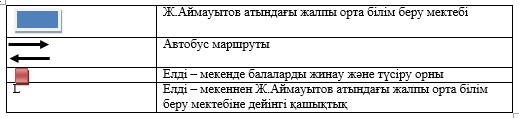 Ж.Аймауытов атындағы жалпы орта білім беру мектебі
Автобус маршруты
Елді – мекенде балаларды жинау және түсіру орны
L
Елді – мекеннен Ж.Аймауытов атындағы жалпы орта білім
беру мектебіне дейінгі қашықтық